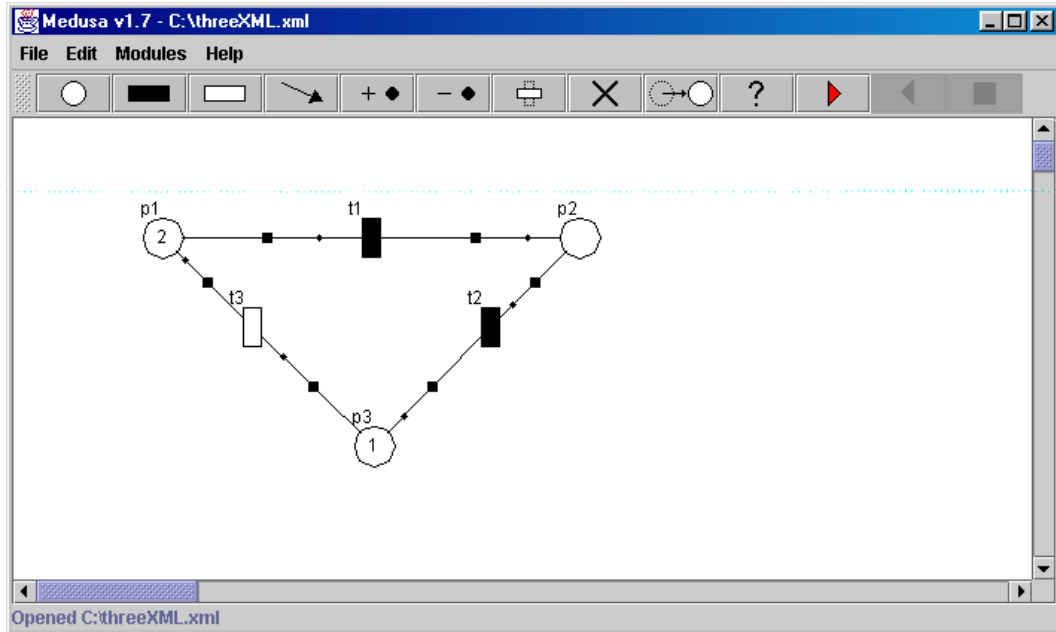 Medusa v1.7 - C:\threeXML.xml
File Edit Modules Help
+ - ?
p1 t1 p2
2
t3 t2
p3
1
Opened C:\threeXML.xml